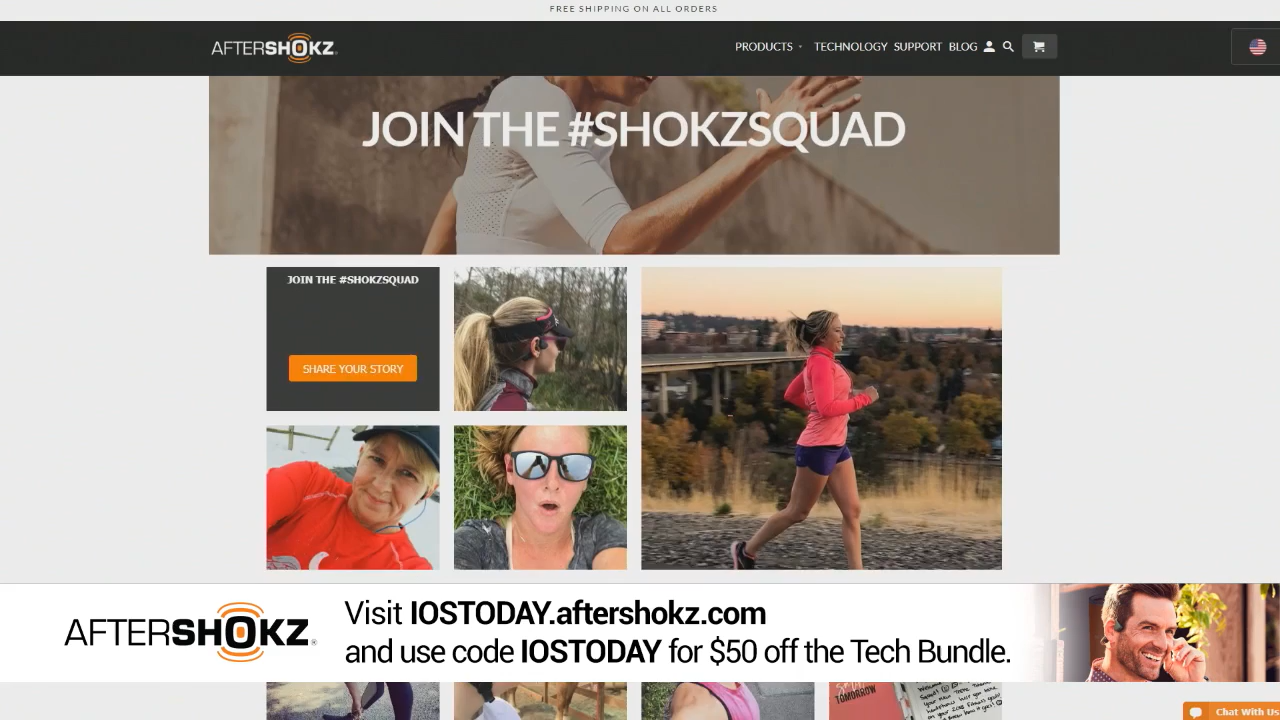 FREE SHIPPING ON ALL ORDERS
AFTERSHOKZ
PRODUCTS TECHNOLOGY SUPPORT BLOG
JOIN THE #SHOKZSQUAD
JOIN THE #SHOKZSQUAD
SHARE YOUR STORY
AFTERSHOKZ®
Visit IOSTODAY.aftershokz.com
and use code IOSTODAY for $50 off the Tech Bundle.
TOMORROW
Chat With Us